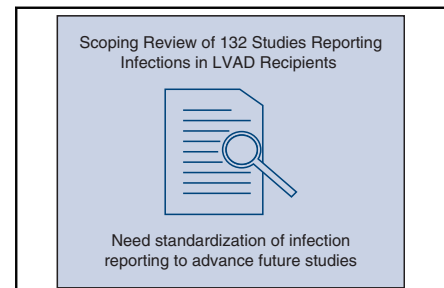 Scoping Review of 132 Studies Reporting
Infections in LVAD Recipients
Need standardization of infection
reporting to advance future studies